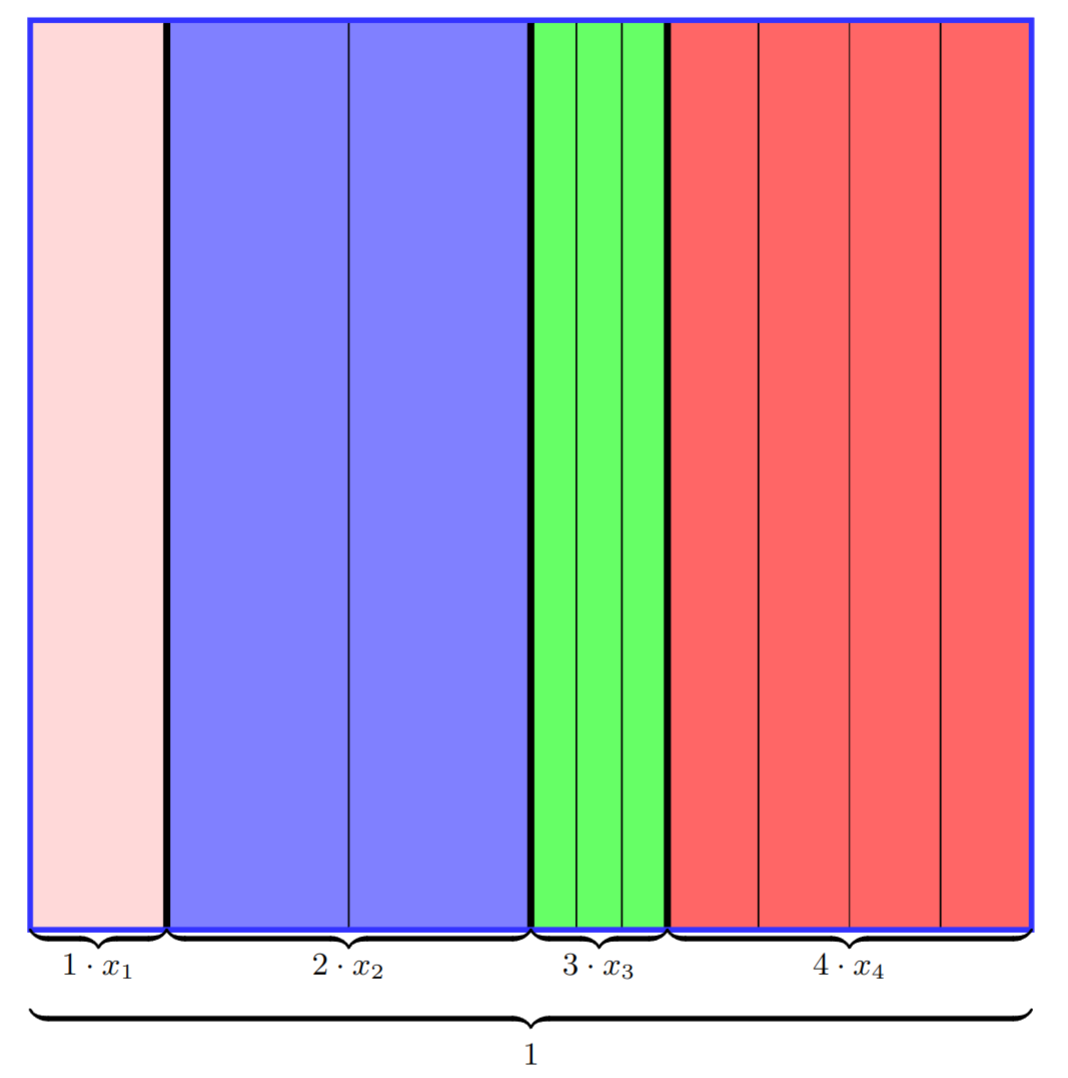 1 · x₁ 2 · x₂ 3 · x₃ 4 · x₄
1